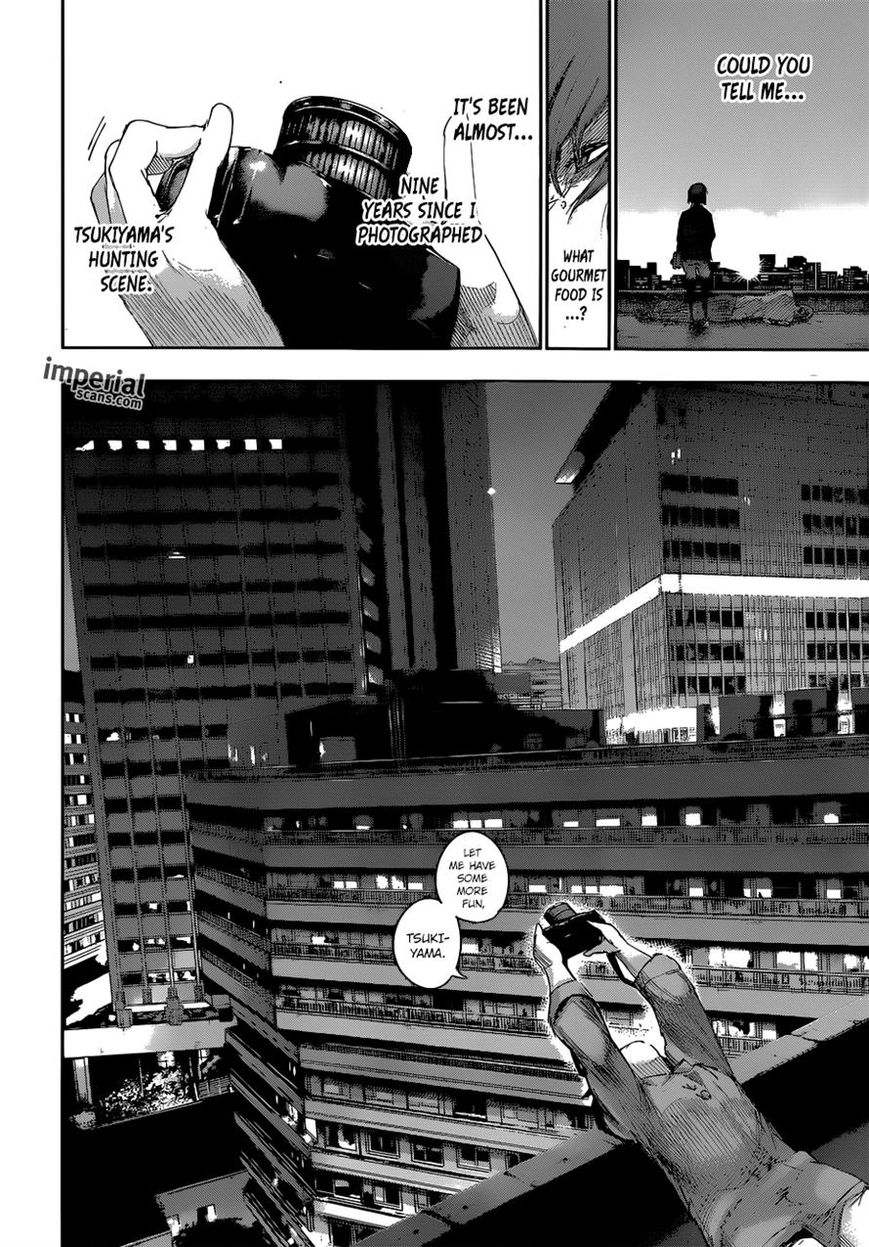 COULD YOU
TELL ME...
WHAT
GOURMET
FOOD IS
...?
IT'S BEEN
ALMOST...
NINE
YEARS SINCE I
PHOTOGRAPHED
TSUKIYAMA'S
HUNTING
SCENE.
imperial
scans.com
LET
ME HAVE
SOME
MORE
FUN,
TSUKI-
YAMA.